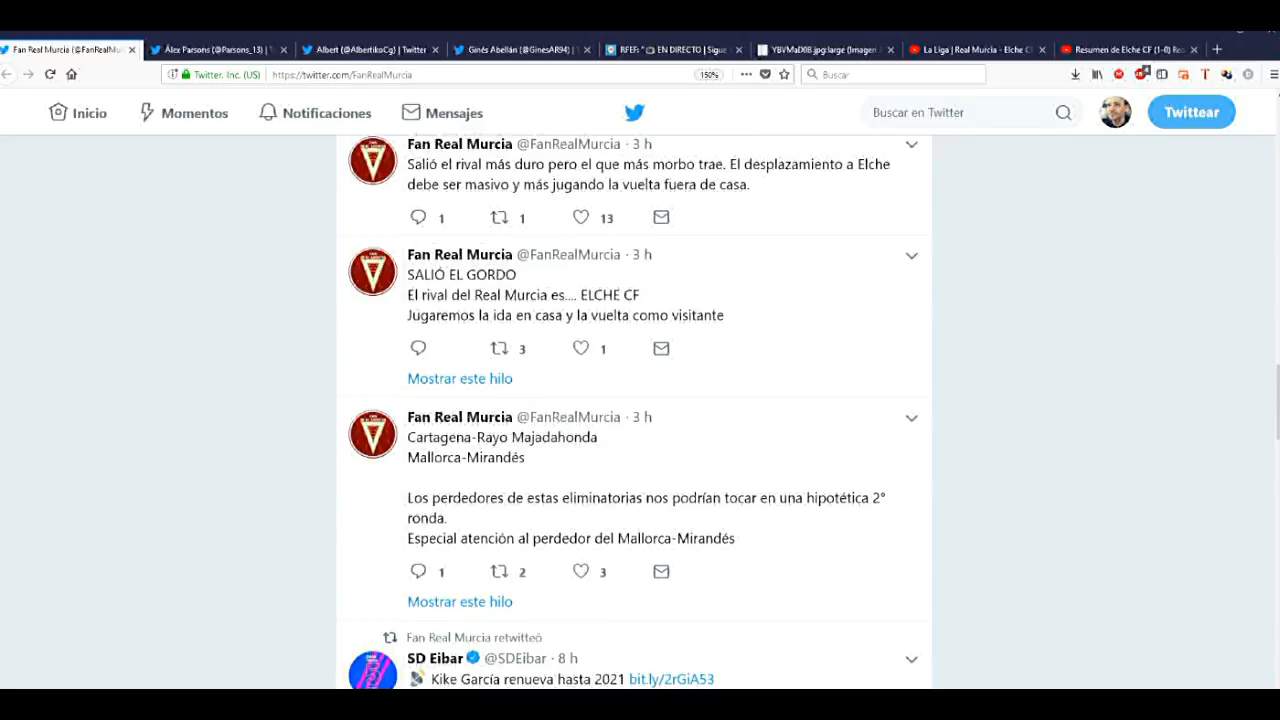 Fan Real Murcia (@FanRealMu
Álex Parsons (@Parsons_13) | T
Albert (@AlbertikoCg) | Twitter
Ginés Abellán (@GinesAR94) |
RFEF: " EN DIRECTO | Sigue
YBVMaDXIB.jpg:large (Imagen
La Liga | Real Murcia - Elche C
Resumen de Elche CF (1-0) Rea
Twitter, Inc. (US)
https://twitter.com/FanRealMurcia
150%
Buscar
Inicio
Momentos
Notificaciones
Mensajes
Buscar en Twitter
Twittear
Fan Real Murcia @FanRealMurcia · 3 h
Salió el rival más duro pero el que más morbo trae. El desplazamiento a Elche
debe ser masivo y más jugando la vuelta fuera de casa.
1 1 13
Fan Real Murcia @FanRealMurcia · 3 h
SALIÓ EL GORDO
El rival del Real Murcia es.... ELCHE CF
Jugaremos la ida en casa y la vuelta como visitante
3 1
Mostrar este hilo
Fan Real Murcia @FanRealMurcia · 3 h
Cartagena-Rayo Majadahonda
Mallorca-Mirandés
Los perdedores de estas eliminatorias nos podrían tocar en una hipotética 2°
ronda.
Especial atención al perdedor del Mallorca-Mirandés
1 2 3
Mostrar este hilo
Fan Real Murcia retwitteó
SD Eibar @SDEibar · 8 h
Kike García renueva hasta 2021 bit.ly/2rGiA53